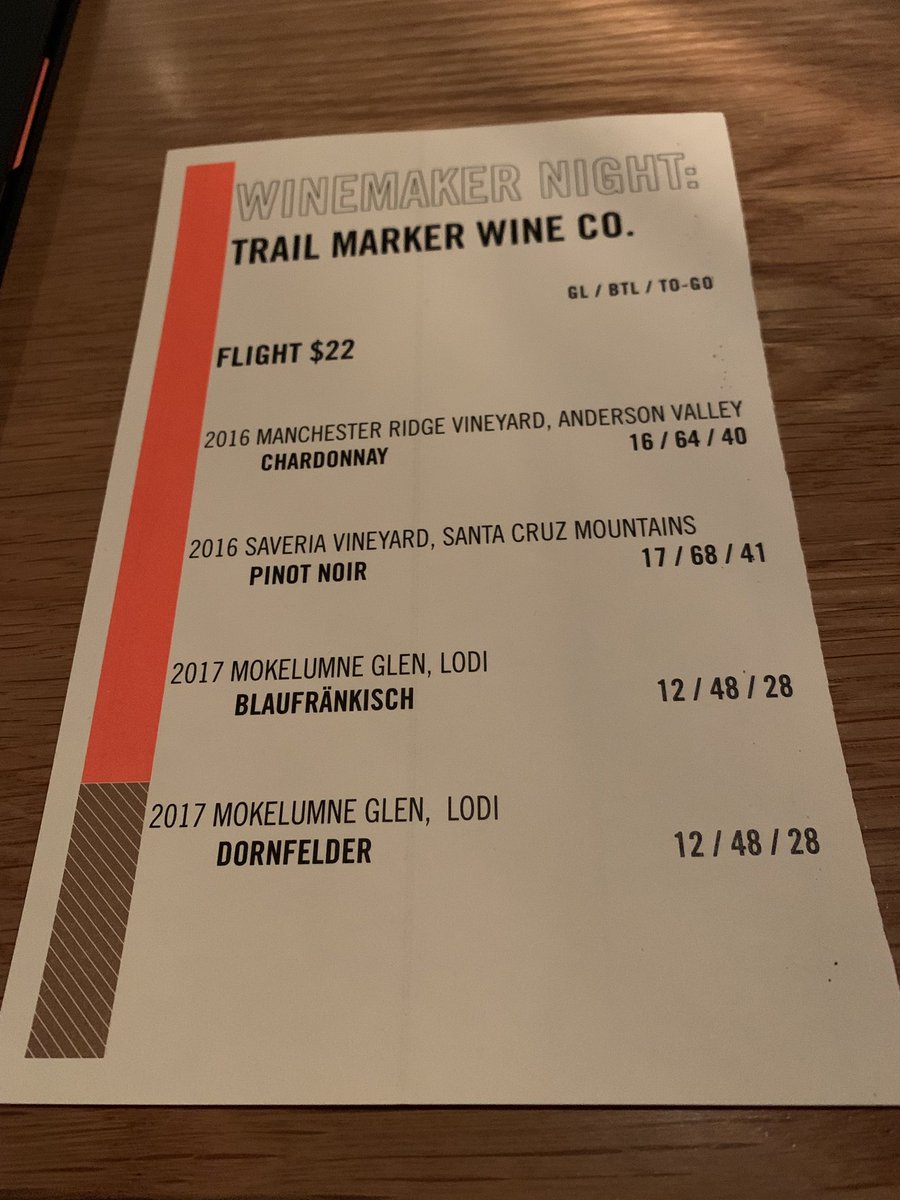 WINEMAKER NIGHT:
TRAIL MARKER WINE CO.
GL / BTL / TO-GO
FLIGHT $22
2016 MANCHESTER RIDGE VINEYARD, ANDERSON VALLEY
CHARDONNAY 16 / 64 / 40
2016 SAVERIA VINEYARD, SANTA CRUZ MOUNTAINS
PINOT NOIR 17 / 68 / 41
2017 MOKELUMNE GLEN, LODI
BLAUFRÄNKISCH 12 / 48 / 28
2017 MOKELUMNE GLEN, LODI
DORNFELDER 12 / 48 / 28